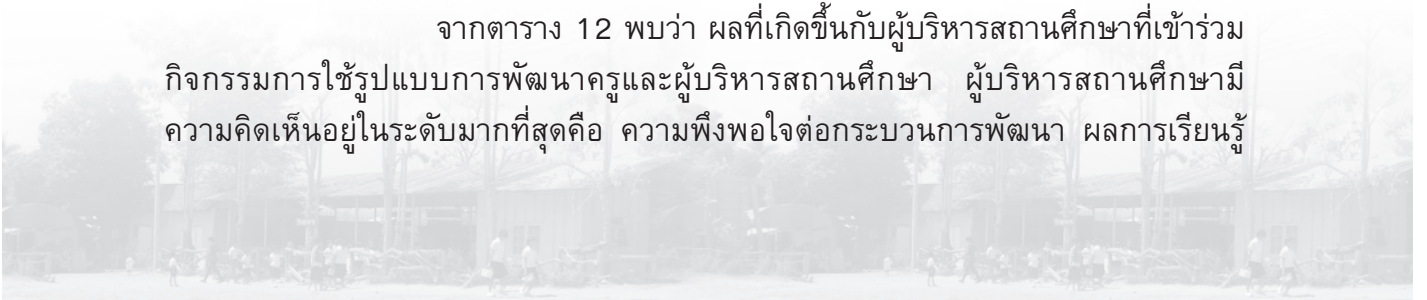 จากตาราง 12 พบว่า ผลที่เกิดขึ้นกับผู้บริหารสถานศึกษาที่เข้าร่วม
กิจกรรมการใช้รูปแบบการพัฒนาครูและผู้บริหารสถานศึกษา ผู้บริหารสถานศึกษามี
ความคิดเห็นอยู่ในระดับมากที่สุดคือ ความพึงพอใจต่อกระบวนการพัฒนา ผลการเรียนรู้